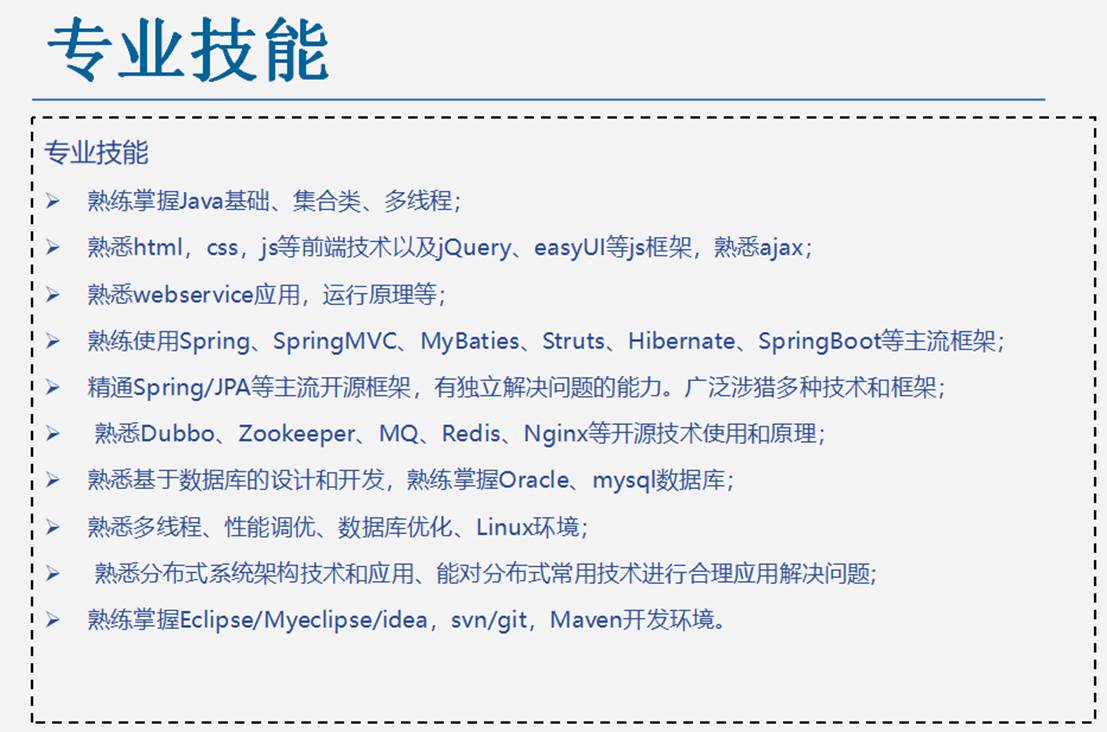 专业技能
专业技能
➢ 熟练掌握Java基础、集合类、多线程；
➢ 熟悉html，css，js等前端技术以及jQuery、easyUI等js框架，熟悉ajax；
➢ 熟悉webservice应用，运行原理等；
➢ 熟练使用Spring、SpringMVC、MyBaties、Struts、Hibernate、SpringBoot等主流框架；
➢ 精通Spring/JPA等主流开源框架，有独立解决问题的能力。广泛涉猎多种技术和框架；
➢ 熟悉Dubbo、Zookeeper、MQ、Redis、Nginx等开源技术使用和原理；
➢ 熟悉基于数据库的设计和开发，熟练掌握Oracle、mysql数据库；
➢ 熟悉多线程、性能调优、数据库优化、Linux环境；
➢ 熟悉分布式系统架构技术和应用、能对分布式常用技术进行合理应用解决问题;
➢ 熟练掌握Eclipse/Myeclipse/idea，svn/git，Maven开发环境。